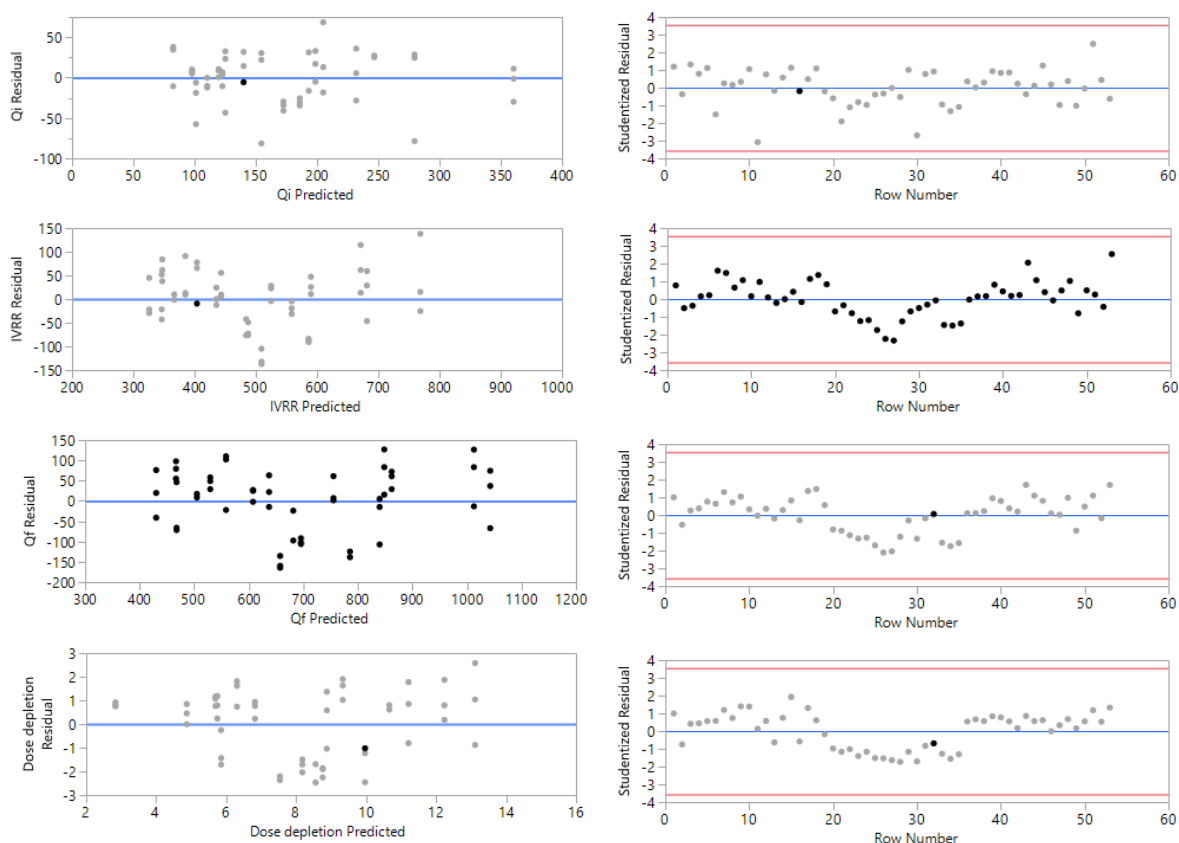 Qi Residual
50
0
-50
-100
0 50 100 150 200 250 300 350 400
Qi Predicted
Studentized Residual
4
3
2
1
0
-1
-2
-3
-4
0 10 20 30 40 50 60
Row Number
IVRR Residual
150
100
50
0
-50
-100
-150
200 300 400 500 600 700 800 900 1000
IVRR Predicted
Studentized Residual
4
3
2
1
0
-1
-2
-3
-4
0 10 20 30 40 50 60
Row Number
Qf Residual
150
100
50
0
-50
-100
-150
-200
300 400 500 600 700 800 900 1000 1100 1200
Qf Predicted
Studentized Residual
4
3
2
1
0
-1
-2
-3
-4
0 10 20 30 40 50 60
Row Number
Dose depletion
Residual
3
2
1
0
-1
-2
-3
2 4 6 8 10 12 14 16
Dose depletion Predicted
Studentized Residual
4
3
2
1
0
-1
-2
-3
-4
0 10 20 30 40 50 60
Row Number